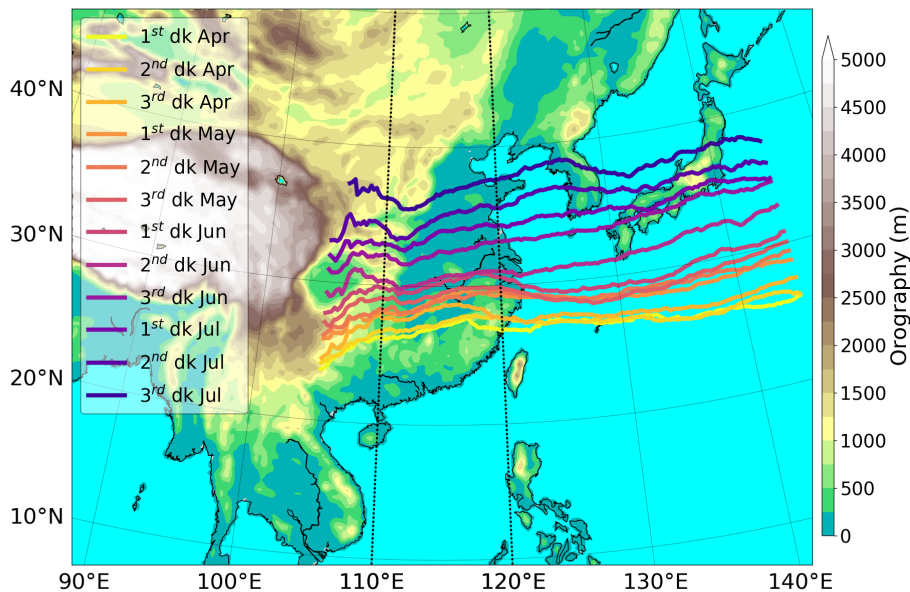 1st dk Apr
2nd dk Apr
3rd dk Apr
1st dk May
2nd dk May
3rd dk May
1st dk Jun
2nd dk Jun
3rd dk Jun
1st dk Jul
2nd dk Jul
3rd dk Jul
40°N
30°N
20°N
10°N
90°E 100°E 110°E 120°E 130°E 140°E
5000
4500
4000
3500
3000
2500
2000
1500
1000
500
0
Orography (m)